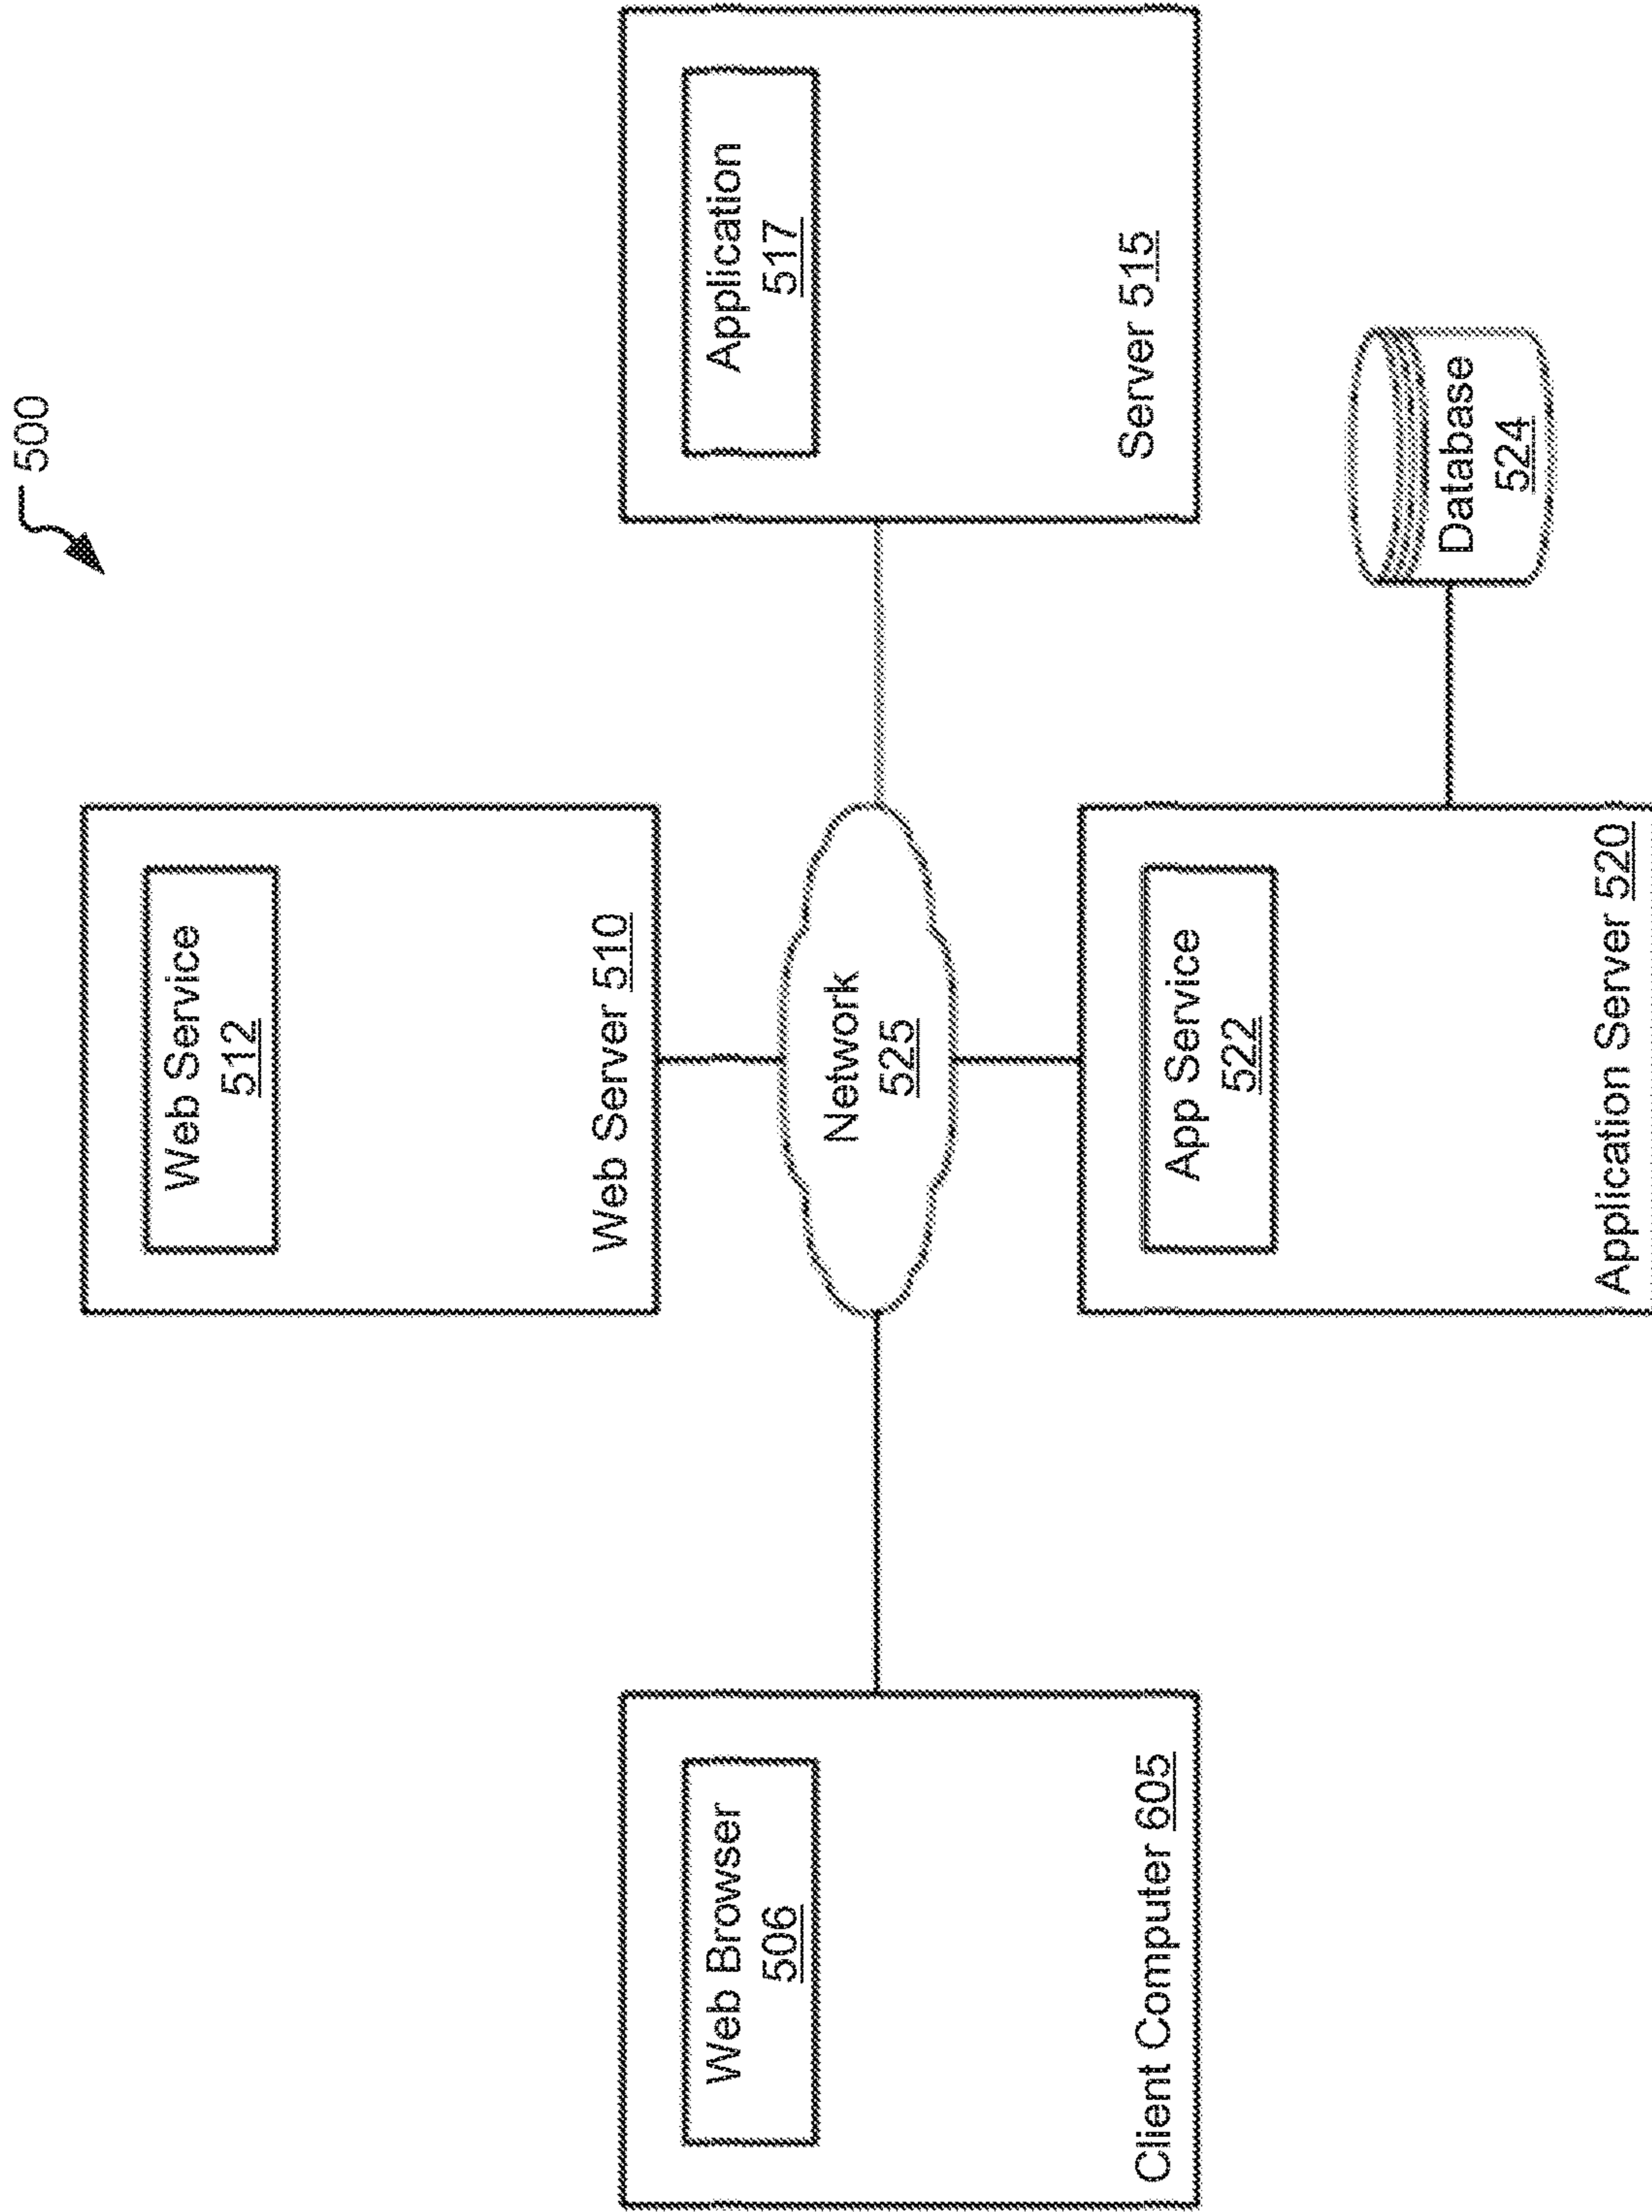 500
Web Service
512
Web Server 510
Web Browser
506
Client Computer 605
Network
525
Application
517
Server 515
App Service
522
Application Server 520
Database
524